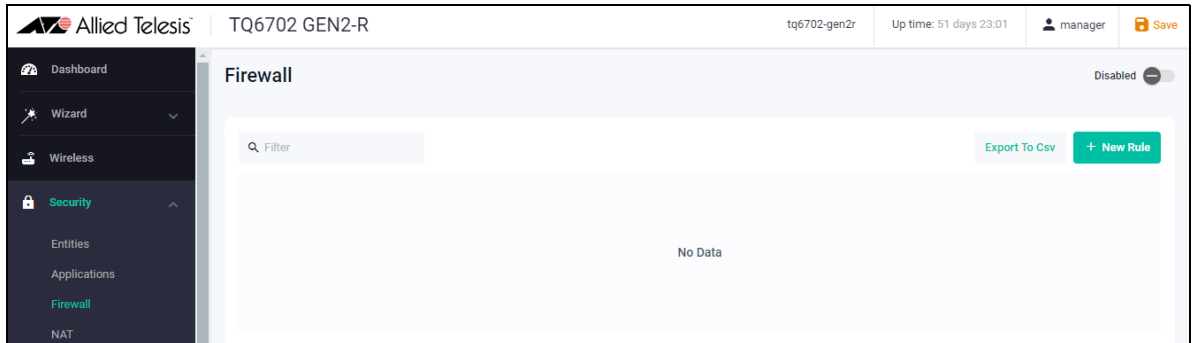 Allied Telesis™ TQ6702 GEN2-R tq6702-gen2r Up time: 51 days 23:01 manager Save
Dashboard
Firewall Disabled
Wizard
Filter Export To Csv + New Rule
Wireless
Security
Entities
No Data
Applications
Firewall
NAT